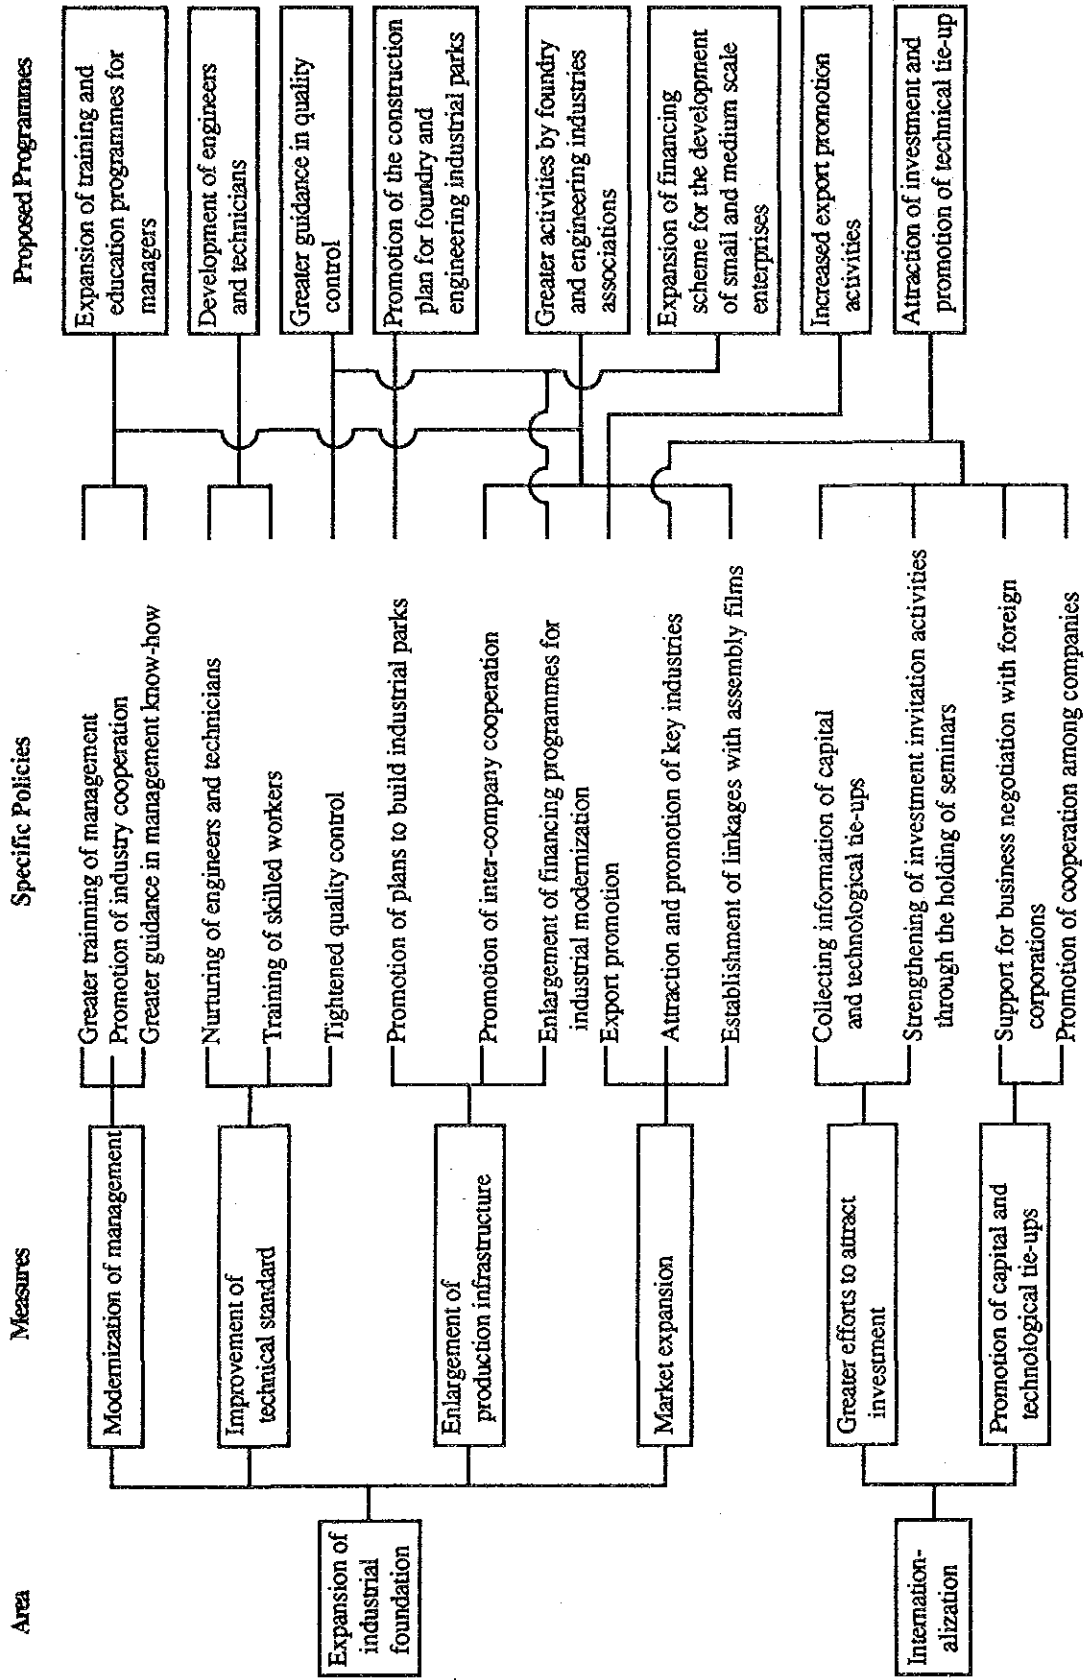 Area
Measures
Specific Policies
Proposed Programmes
Expansion of
industrial
foundation
Internation-
alization
Modernization of management
Improvement of
technical standard
Enlargement of
production infrastructure
Market expansion
Greater efforts to attract
investment
Promotion of capital and
technological tie-ups
Greater trainning of management
Promotion of industry cooperation
Greater guidance in management know-how
Nurturing of engineers and technicians
Training of skilled workers
Tightened quality control
Promotion of plans to build industrial parks
Promotion of inter-company cooperation
Enlargement of financing programmes for
industrial modernization
Export promotion
Attraction and promotion of key industries
Establishment of linkages with assembly films
Collecting information of capital
and technological tie-ups
Strengthening of investment invitation activities
through the holding of seminars
Support for business negotiation with foreign
corporations
Promotion of cooperation among companies
Expansion of training and
education programmes for
managers
Development of engineers
and technicians
Greater guidance in quality
control
Promotion of the construction
plan for foundry and
engineering industrial parks
Greater activities by foundry
and engineering industries
associations
Expansion of financing
scheme for the development
of smail and medium scale
enterprises
Increased export promotion
activities
Attraction of investment and
promotion of technical tie-up